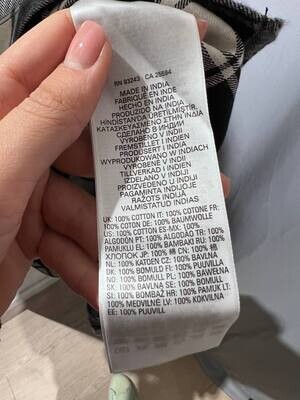 RN 93243 CA 25594
MADE IN INDIA
FABRIQUÉ EN INDE
HECHO EN INDIA
PRODUZIDO NA INDIA
HINDISTANDA ÜRETILMIŞTIR.
ΚΑΤΑΣΚΕΥΑΣΜΕΝΟ ΣΤΗΝ ΙΝΔΙΑ
СДЕЛАНО В ИНДИИ
VYROBENO V INDII
FREMSTILLET I INDIEN
PRODUSERT I INDIA
WYPRODUKOWANO W INDIACH
VYROBENÉ V INDII
TILLVERKAD I INDIEN
IZDELANO V INDIJI
PROIZVEDENO U INDIJI
PAGAMINTA INDIJOJE
RAŽOTS INDIJĀ
VALMISTATUD INDIAS
UK: 100% COTTON IT: 100% COTONE FR:
100% COTON DE: 100% BAUMWOLLE
US: 100% COTTON ES-MX: 100%
ALGODÓN PT: 100% ALGODÃO TR: 100%
PAMUKLU EL: 100% ΒΑΜΒΑΚΙ RU: 100%
ХЛОПОК JP: 100% 綿 CN: 100% 棉
NL: 100% KATOEN CZ: 100% BAVLNA
DK: 100% BOMULD FI: 100% PUUVILLA
NO: 100% BOMULL PL: 100% BAWEŁNA
SK: 100% BAVLNA SE: 100% BOMULL
SI: 100% BOMBAŽ HR: 100% PAMUK LT:
100% MEDVILNĖ LV: 100% KOKVILNA
EE: 100% PUUVILL